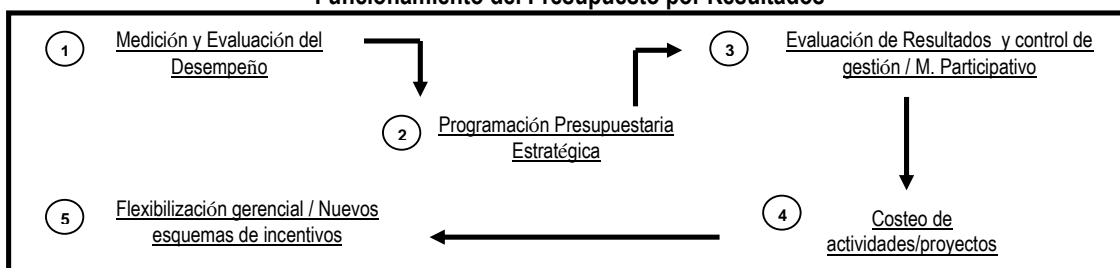 Funcionamiento del Presupuesto por Resultados
1
Medición y Evaluación del
Desempeño
3
Evaluación de Resultados y control de
gestión / M. Participativo
2
Programación Presupuestaria
Estratégica
5
Flexibilización gerencial / Nuevos
esquemas de incentivos
4
Costeo de
actividades/proyectos